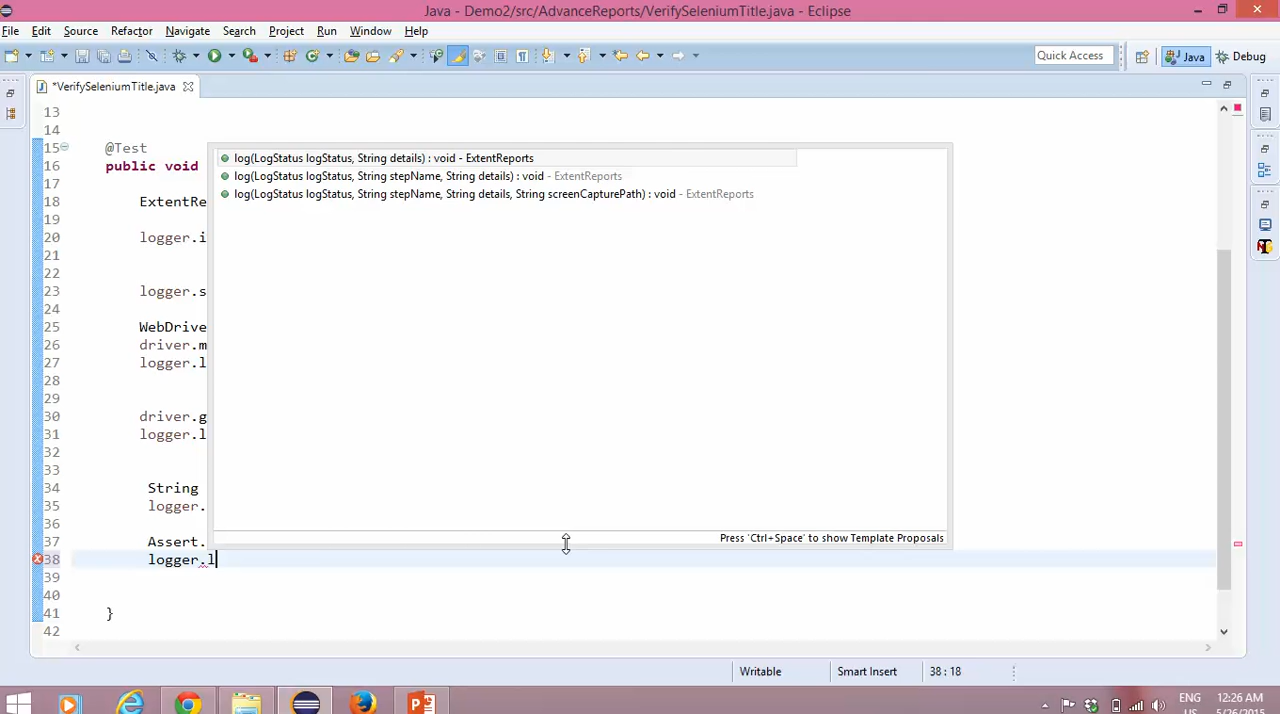 Java - Demo2/src/AdvanceReports/VerifySeleniumTitle.java - Eclipse
File Edit Source Refactor Navigate Search Project Run Window Help
Quick Access Java Debug
*VerifySeleniumTitle.java
13
14
15 @Test
16 public void
17
18 ExtentRe
19
20 logger.i
21
22
23 logger.s
24
25 WebDrive
26 driver.m
27 logger.l
28
29
30 driver.g
31 logger.l
32
33
34 String
35 logger.
36
37 Assert.
38 logger.l
39
40
41 }
42
log(LogStatus logStatus, String details) : void - ExtentReports
log(LogStatus logStatus, String stepName, String details) : void - ExtentReports
log(LogStatus logStatus, String stepName, String details, String screenCapturePath) : void - ExtentReports
Press 'Ctrl+Space' to show Template Proposals
Writable Smart Insert 38 : 18
ENG 12:26 AM
US 5/26/2015